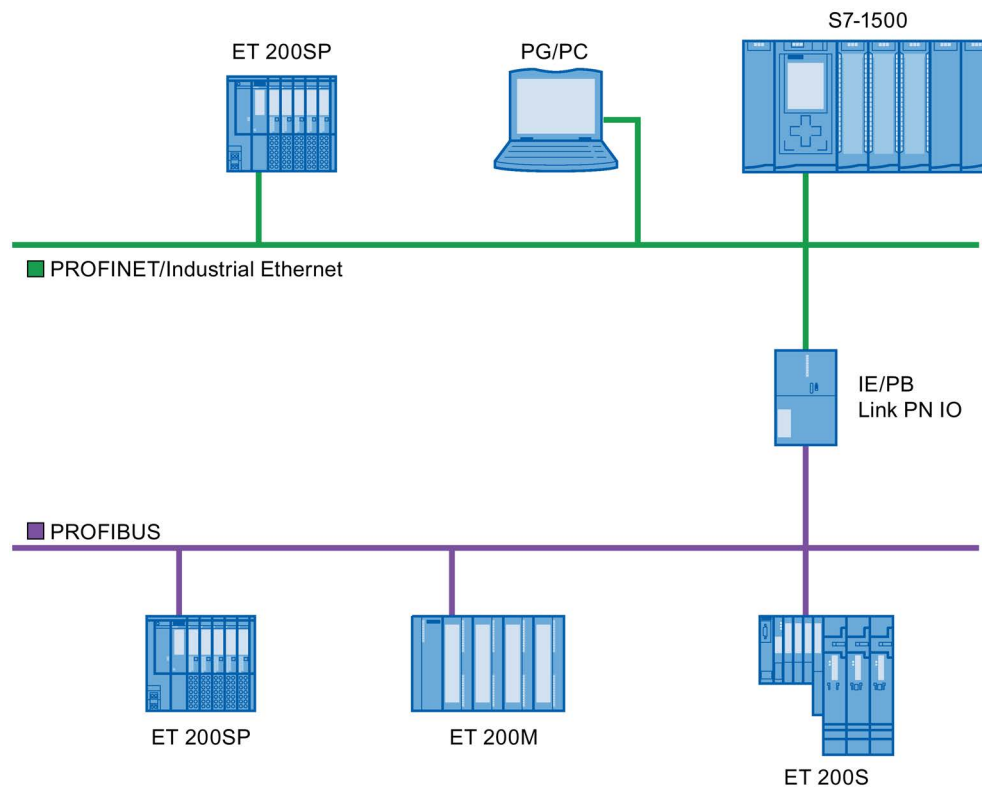 S7-1500
ET 200SP
PG/PC
PROFINET/Industrial Ethernet
IE/PB
Link PN IO
PROFIBUS
ET 200SP
ET 200M
ET 200S